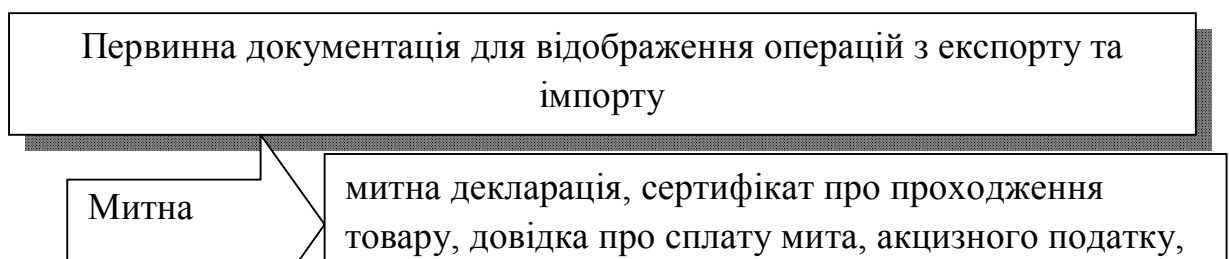 Первинна документація для відображення операцій з експорту та
імпорту
Митна
митна декларація, сертифікат про проходження
товару, довідка про сплату мита, акцизного податку,